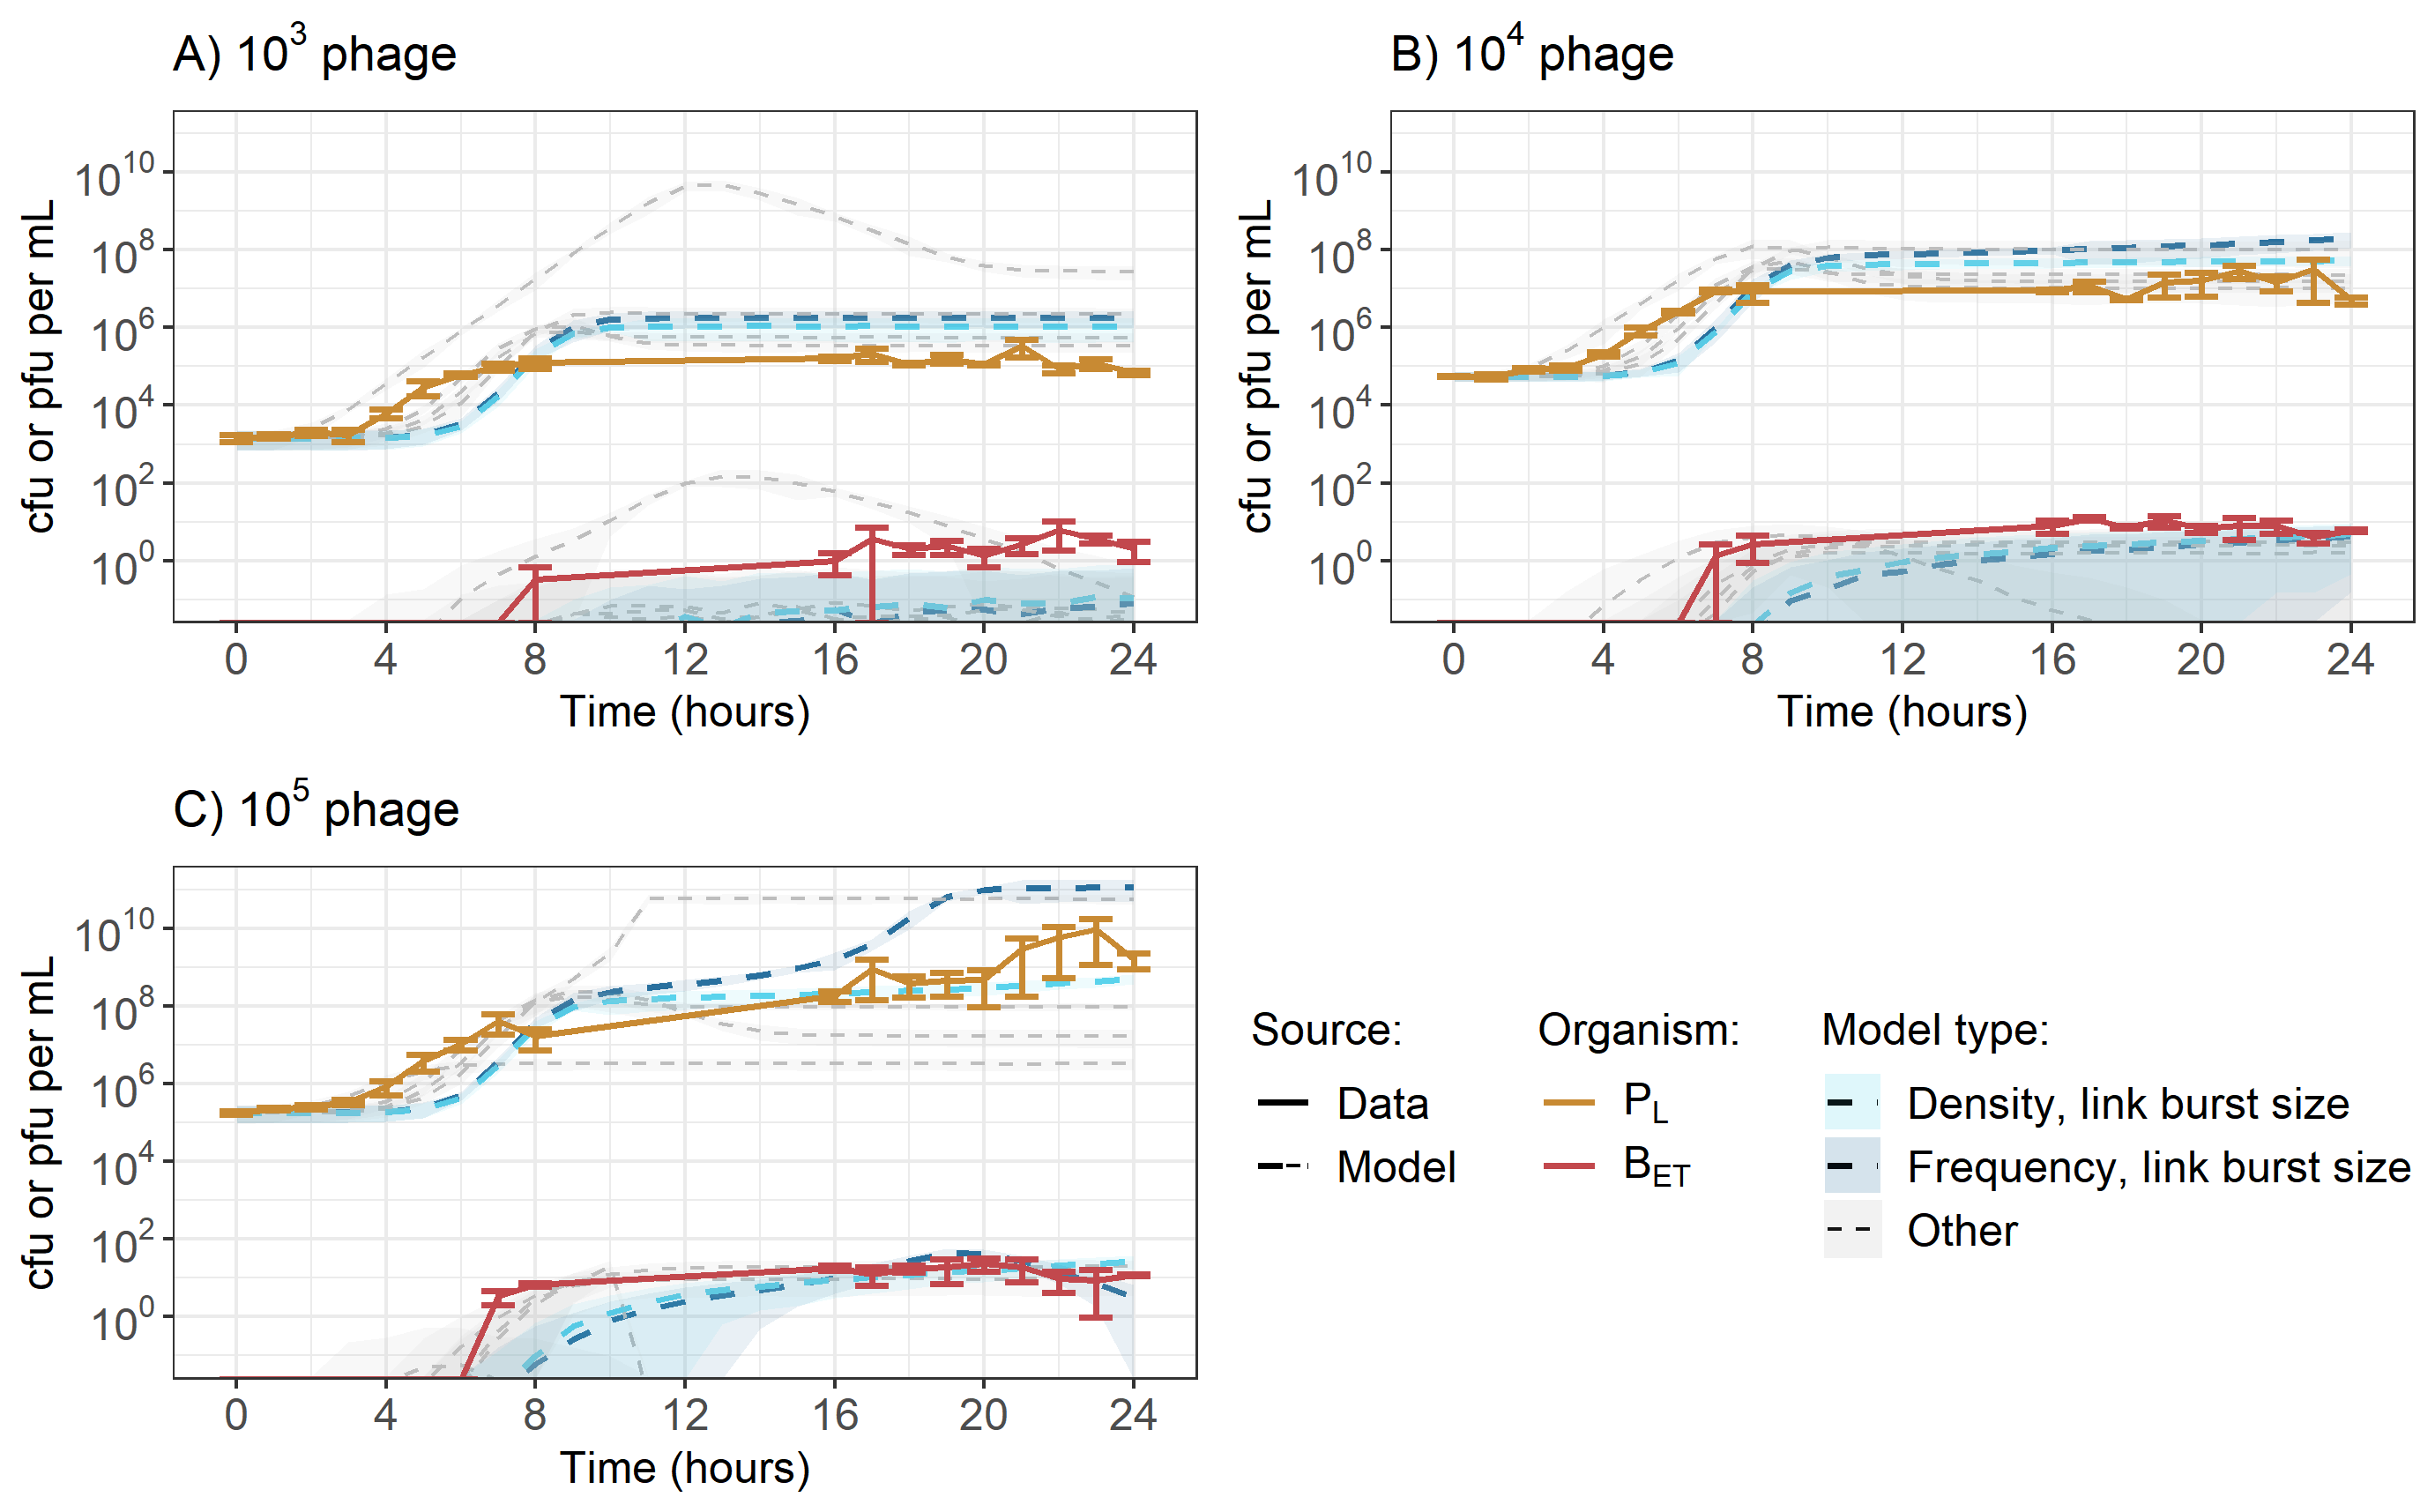 A) 10³ phage
cfu or pfu per mL
10¹⁰
10⁸
10⁶
10⁴
10²
10⁰
0 4 8 12 16 20 24
Time (hours)
B) 10⁴ phage
cfu or pfu per mL
10¹⁰
10⁸
10⁶
10⁴
10²
10⁰
0 4 8 12 16 20 24
Time (hours)
C) 10⁵ phage
cfu or pfu per mL
10¹⁰
10⁸
10⁶
10⁴
10²
10⁰
0 4 8 12 16 20 24
Time (hours)
Source:
Data
Model
Organism:
P_L
B_ET
Model type:
Density, link burst size
Frequency, link burst size
Other